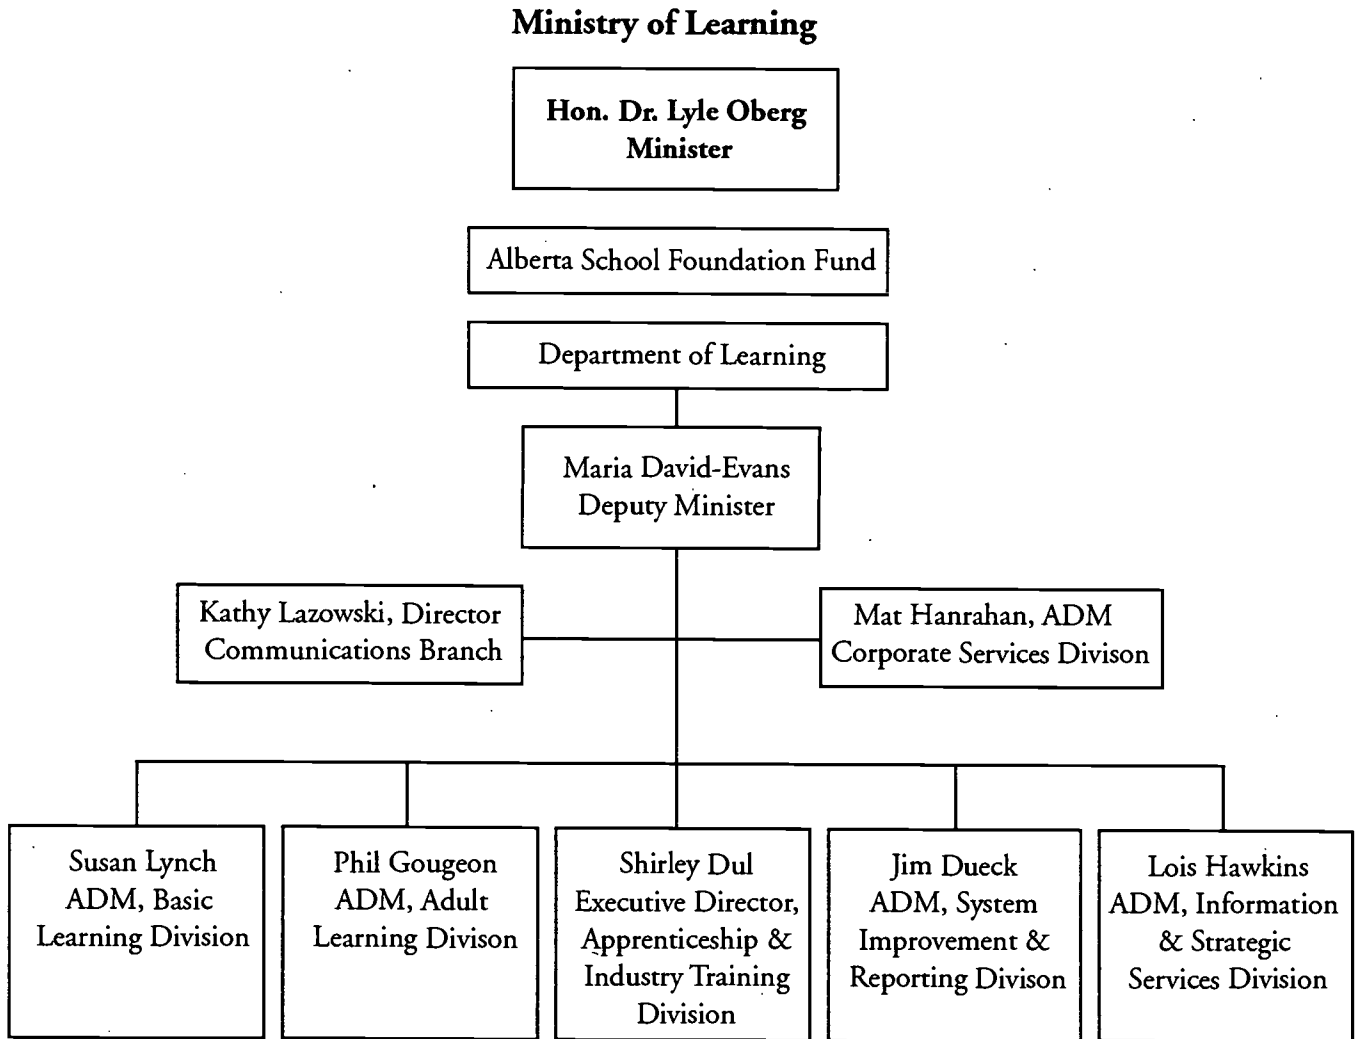 Ministry of Learning
Hon. Dr. Lyle Oberg
Minister
Alberta School Foundation Fund
Department of Learning
Maria David-Evans
Deputy Minister
Kathy Lazowski, Director
Communications Branch
Mat Hanrahan, ADM
Corporate Services Divison
Susan Lynch
ADM, Basic
Learning Division
Phil Gougeon
ADM, Adult
Learning Divison
Shirley Dul
Executive Director,
Apprenticeship &
Industry Training
Division
Jim Dueck
ADM, System
Improvement &
Reporting Divison
Lois Hawkins
ADM, Information
& Strategic
Services Division